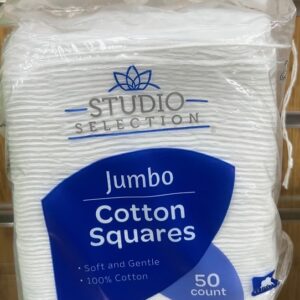 STUDIO
SELECTION
Jumbo
Cotton
Squares
• Soft and Gentle
• 100% Cotton
50
count